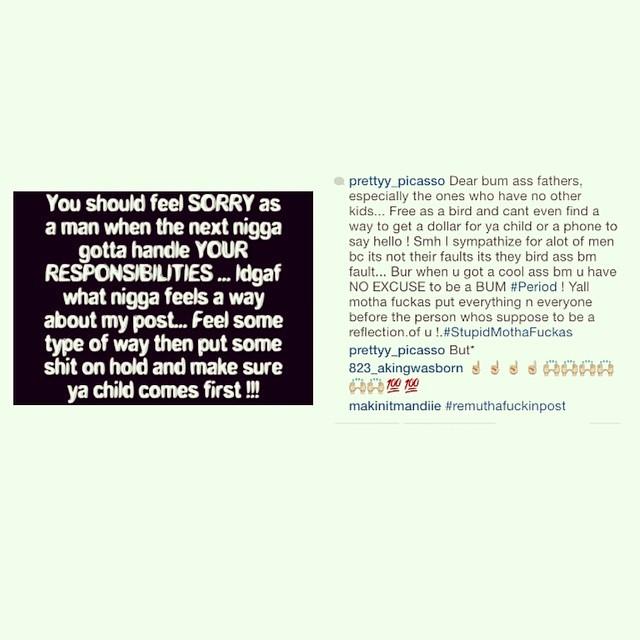 You should feel SORRY as
a man when the next nigga
gotta handle YOUR
RESPONSIBILITIES ... Idgaf
what nigga feels a way
about my post... Feel some
type of way then put some
shit on hold and make sure
ya child comes first !!!
prettyy_picasso Dear bum ass fathers,
especially the ones who have no other
kids... Free as a bird and cant even find a
way to get a dollar for ya child or a phone to
say hello ! Smh I sympathize for alot of men
bc its not their faults its they bird ass bm
fault... Bur when u got a cool ass bm u have
NO EXCUSE to be a BUM #Period ! Yall
motha fuckas put everything n everyone
before the person whos suppose to be a
reflection.of u !.#StupidMothaFuckas
prettyy_picasso But*
823_akingwasborn ☝🏼☝🏼☝🏼☝🏼🙌🏼🙌🏼🙌🏼🙌🏼🙌🏼
🙌🏼🙌🏼💯💯
makinitmandiie #remuthafuckinpost